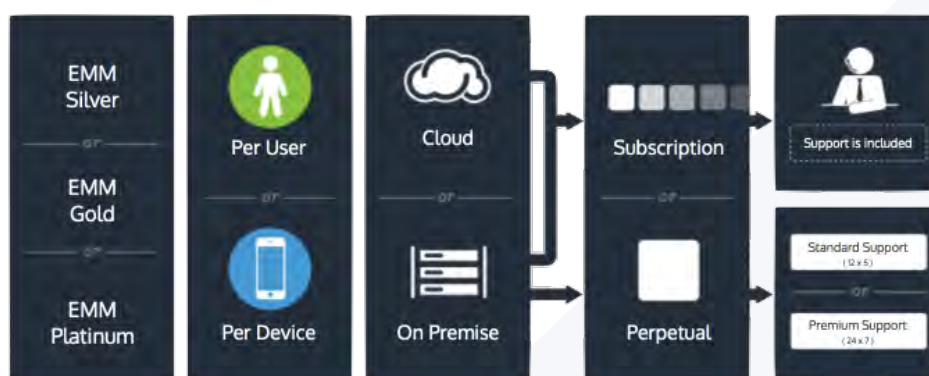 EMM
Silver
or
EMM
Gold
or
EMM
Platinum
Per User
or
Per Device
Cloud
or
On Premise
Subscription
or
Perpetual
Support is included
Standard Support
(12 x 5)
or
Premium Support
(24 x 7)